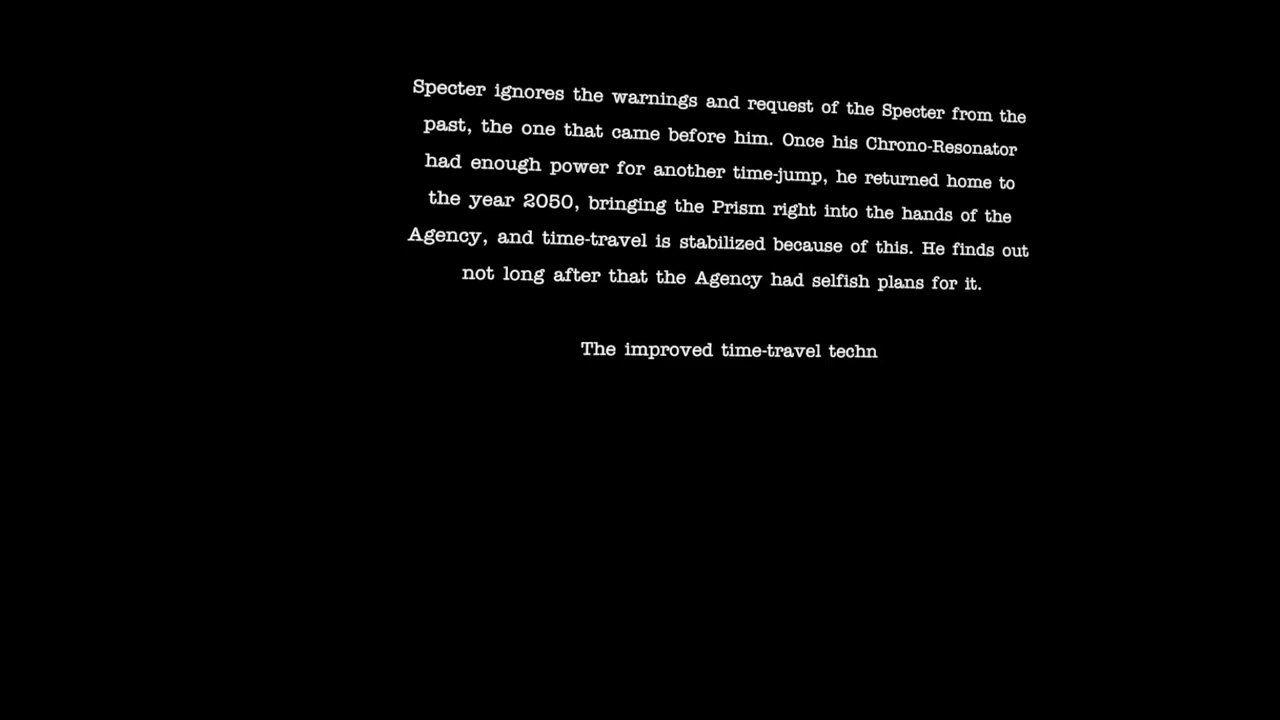 Specter ignores the warnings and request of the Specter from the
past, the one that came before him. Once his Chrono-Resonator
had enough power for another time-jump, he returned home to
the year 2050, bringing the Prism right into the hands of the
Agency, and time-travel is stabilized because of this. He finds out
not long after that the Agency had selfish plans for it.
The improved time-travel techn